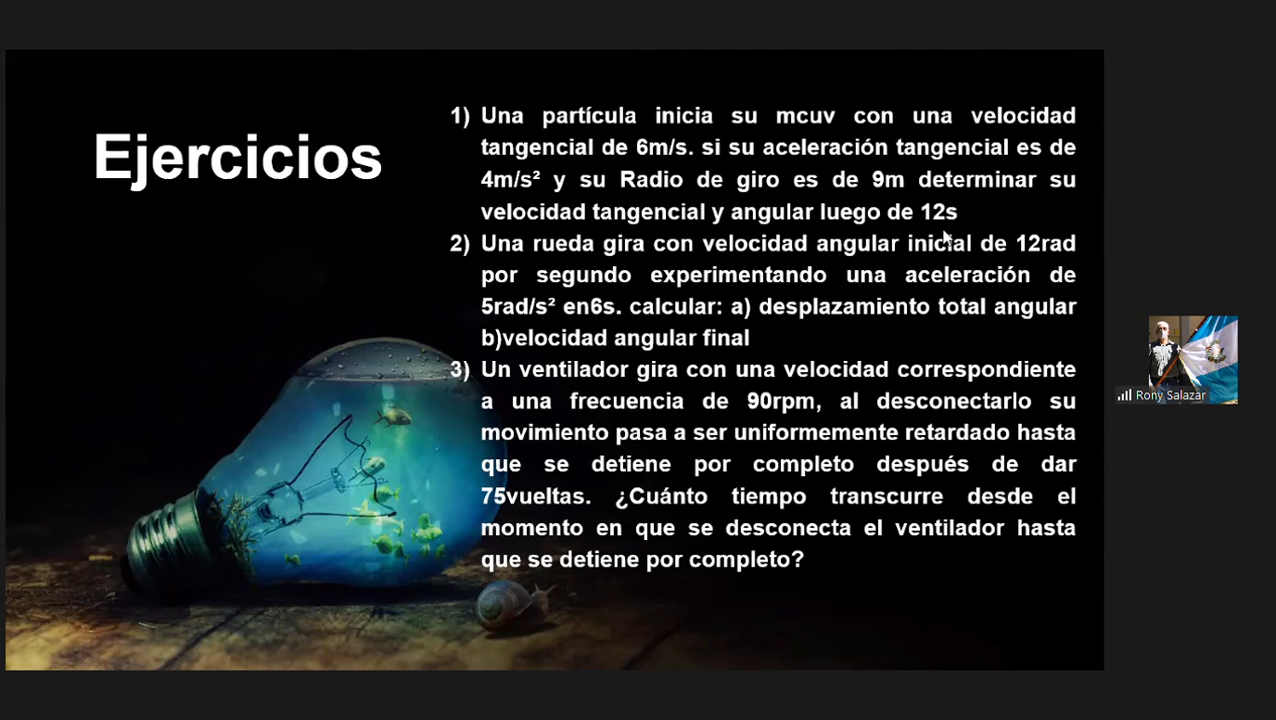 Ejercicios
1) Una partícula inicia su mcuv con una velocidad
tangencial de 6m/s. si su aceleración tangencial es de
4m/s² y su Radio de giro es de 9m determinar su
velocidad tangencial y angular luego de 12s
2) Una rueda gira con velocidad angular inicial de 12rad
por segundo experimentando una aceleración de
5rad/s² en6s. calcular: a) desplazamiento total angular
b)velocidad angular final
3) Un ventilador gira con una velocidad correspondiente
a una frecuencia de 90rpm, al desconectarlo su
movimiento pasa a ser uniformemente retardado hasta
que se detiene por completo después de dar
75vueltas. ¿Cuánto tiempo transcurre desde el
momento en que se desconecta el ventilador hasta
que se detiene por completo?
Rony Salazar